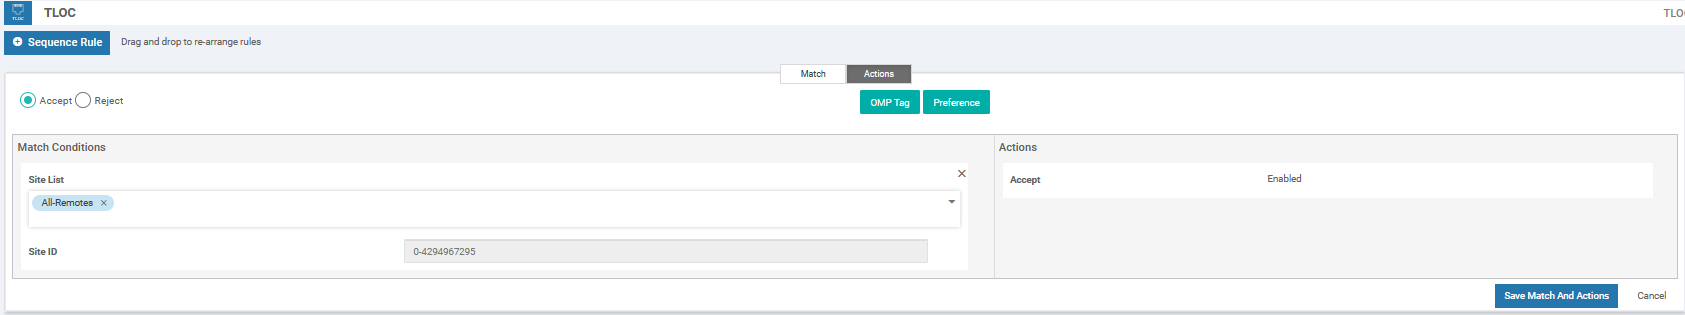 TLOC
TLOC
Sequence Rule
Drag and drop to re-arrange rules
Match
Actions
Accept
Reject
OMP Tag
Preference
Match Conditions
Actions
Site List
All-Remotes
Accept
Enabled
Site ID
0-4294967295
Save Match And Actions
Cancel